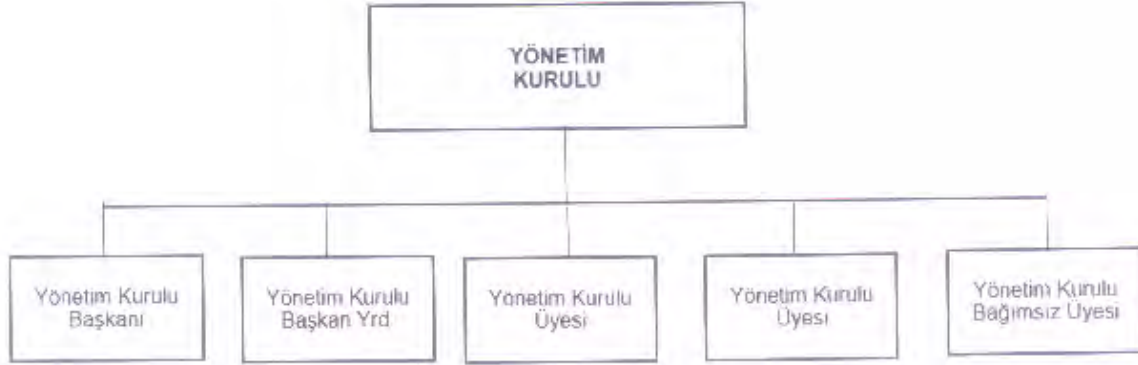 YÖNETİM
KURULU
Yönetim Kurulu
Başkanı
Yönetim Kurulu
Başkan Yrd
Yönetim Kurulu
Üyesi
Yönetim Kurulu
Üyesi
Yönetim Kurulu
Bağımsız Üyesi